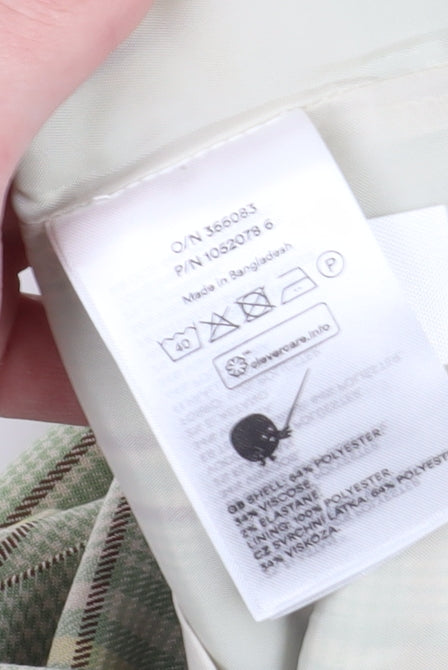 O/N 366083
P/N 1052078 6
Made in Bangladesh
40 P
clevercare.info
GB SHELL: 64% POLYESTER
34% VISCOSE
2% ELASTANE
LINING: 100% POLYESTER
CZ SVRCHNÍ LÁTKA: 64% POLYESTER
34% VISKÓZA